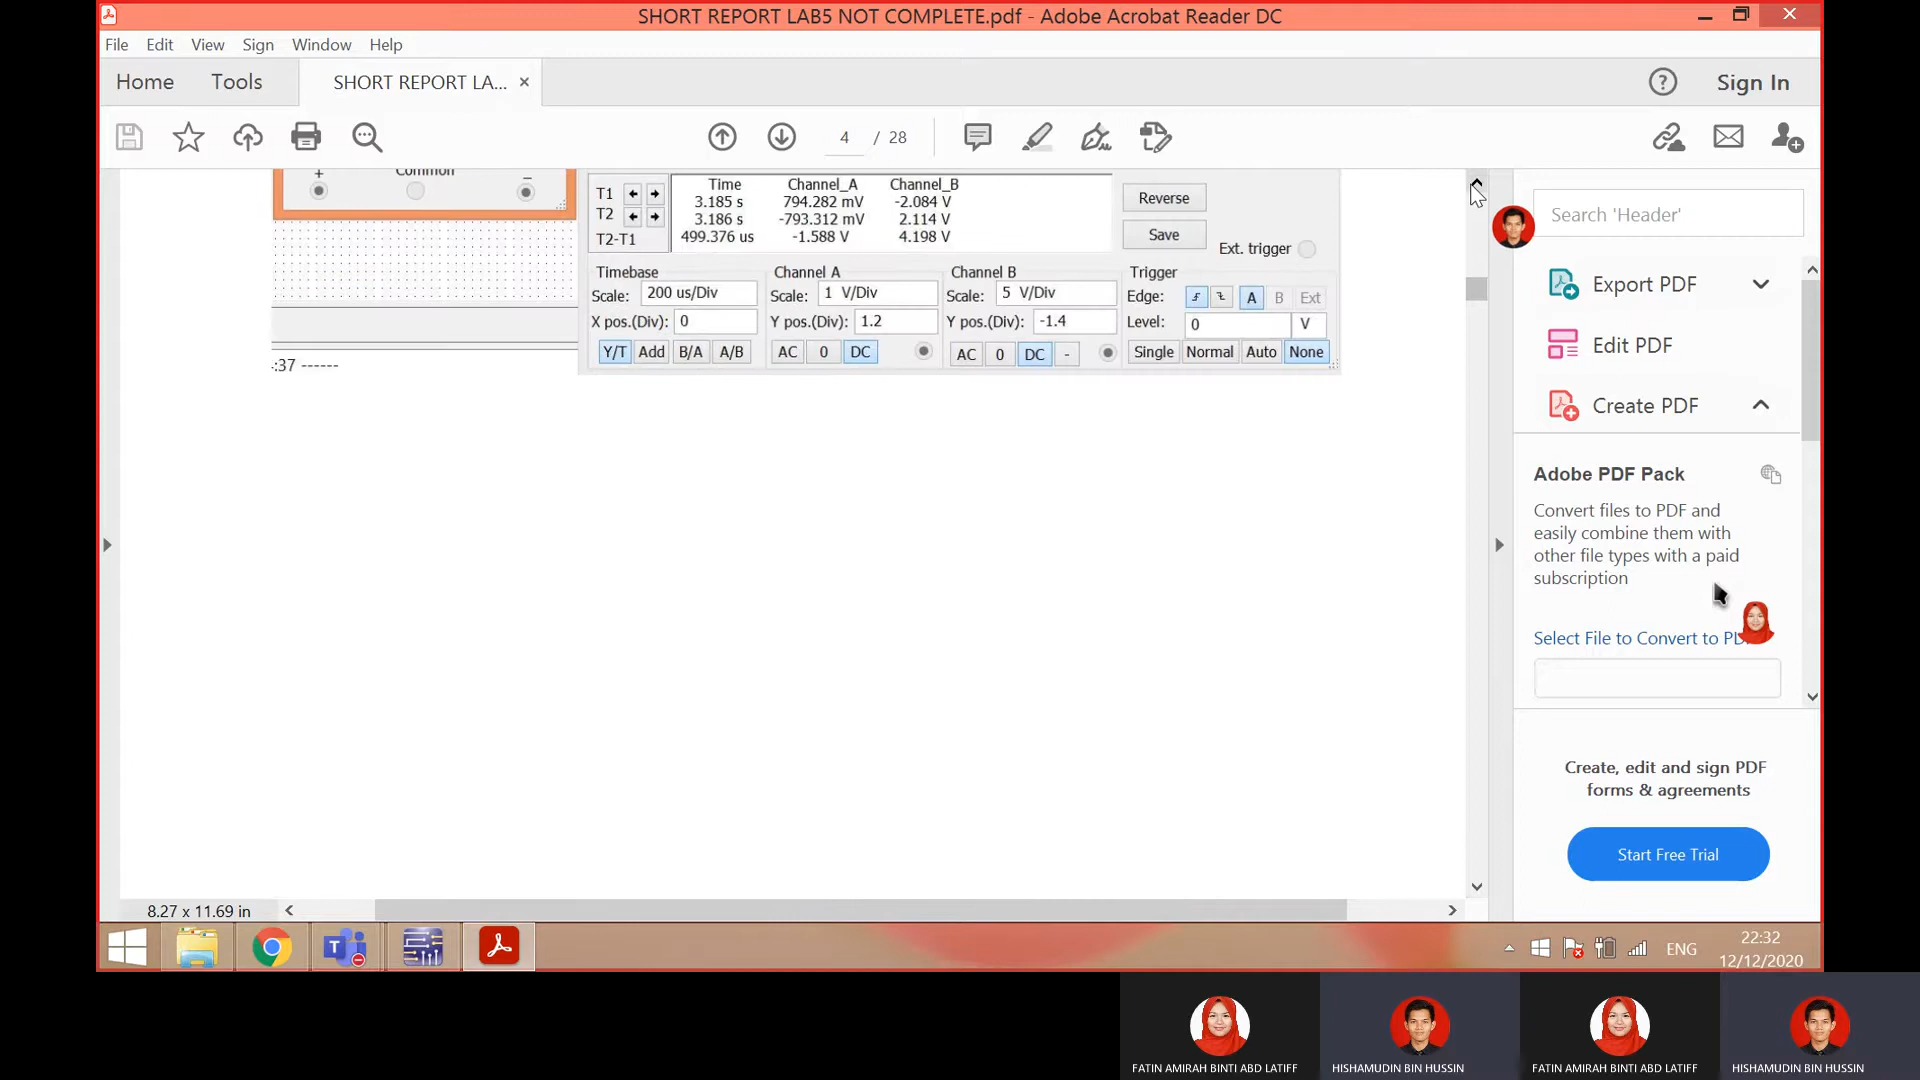 SHORT REPORT LAB5 NOT COMPLETE.pdf - Adobe Acrobat Reader DC
File Edit View Sign Window Help
Home Tools SHORT REPORT LA... × Sign In
4 / 28
+ Common −
T1
T2
T2-T1
Time Channel_A Channel_B
3.185 s 794.282 mV -2.084 V
3.186 s -793.312 mV 2.114 V
499.376 us -1.588 V 4.198 V
Reverse
Save
Ext. trigger
Timebase
Scale: 200 us/Div
X pos.(Div): 0
Y/T Add B/A A/B
Channel A
Scale: 1 V/Div
Y pos.(Div): 1.2
AC 0 DC
Channel B
Scale: 5 V/Div
Y pos.(Div): -1.4
AC 0 DC -
Trigger
Edge: A B Ext
Level: 0 V
Single Normal Auto None
:37 ------
Search 'Header'
Export PDF
Edit PDF
Create PDF
Adobe PDF Pack
Convert files to PDF and
easily combine them with
other file types with a paid
subscription
Select File to Convert to PD
Create, edit and sign PDF
forms & agreements
Start Free Trial
8.27 x 11.69 in
ENG
22:32
12/12/2020
FATIN AMIRAH BINTI ABD LATIFF
HISHAMUDIN BIN HUSSIN
FATIN AMIRAH BINTI ABD LATIFF
HISHAMUDIN BIN HUSSIN